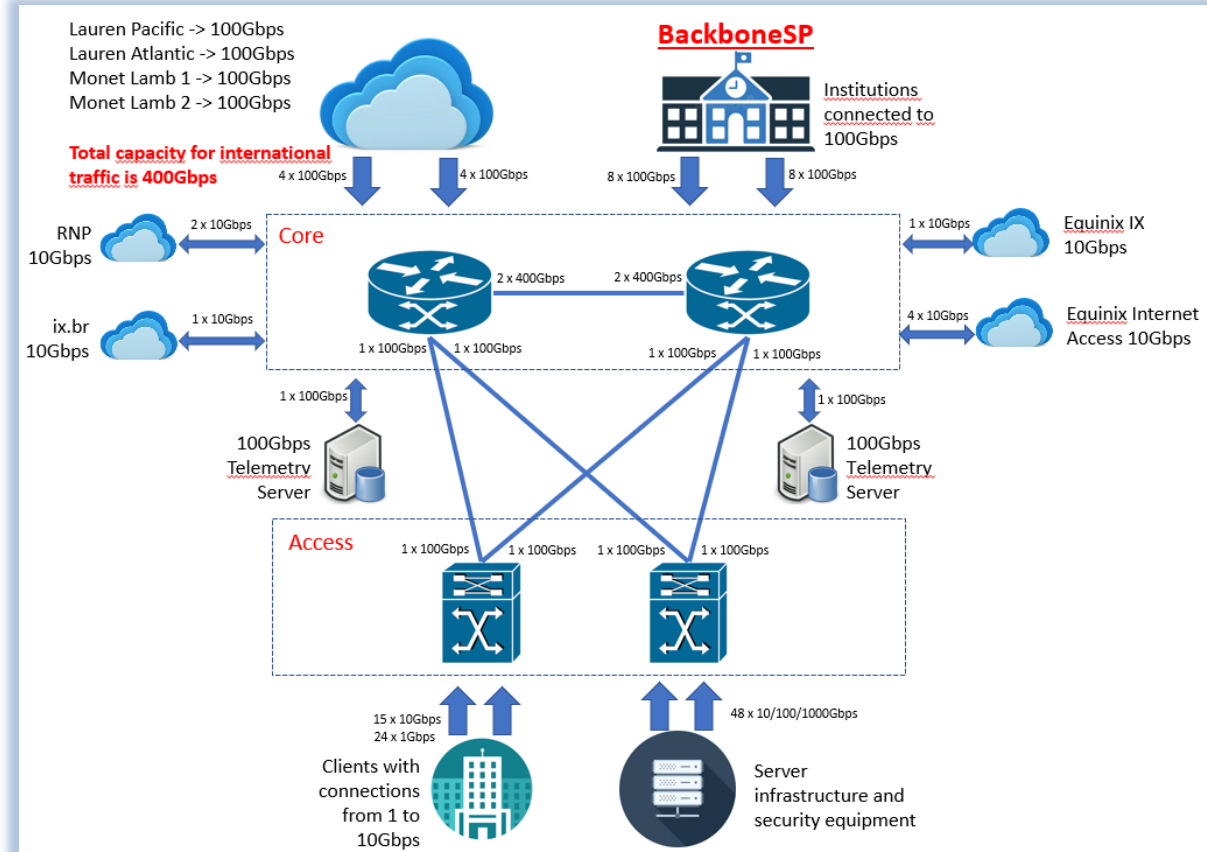 Lauren Pacific -> 100Gbps
Lauren Atlantic -> 100Gbps
Monet Lamb 1 -> 100Gbps
Monet Lamb 2 -> 100Gbps
Total capacity for international
traffic is 400Gbps
BackboneSP
Institutions
connected to
100Gbps
4 x 100Gbps
4 x 100Gbps
8 x 100Gbps
8 x 100Gbps
RNP
10Gbps
2 x 10Gbps
Core
1 x 10Gbps
Equinix IX
10Gbps
2 x 400Gbps
2 x 400Gbps
ix.br
10Gbps
1 x 10Gbps
4 x 10Gbps
Equinix Internet
Access 10Gbps
1 x 100Gbps
1 x 100Gbps
1 x 100Gbps
1 x 100Gbps
1 x 100Gbps
1 x 100Gbps
100Gbps
Telemetry
Server
100Gbps
Telemetry
Server
Access
1 x 100Gbps
1 x 100Gbps
1 x 100Gbps
1 x 100Gbps
15 x 10Gbps
24 x 1Gbps
48 x 10/100/1000Gbps
Clients with
connections
from 1 to
10Gbps
Server
infrastructure and
security equipment